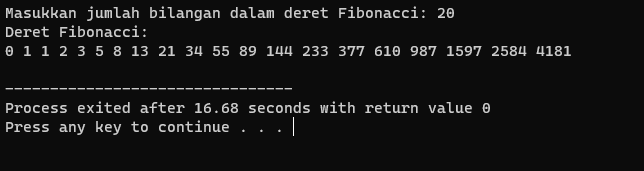 Masukkan jumlah bilangan dalam deret Fibonacci: 20
Deret Fibonacci:
0 1 1 2 3 5 8 13 21 34 55 89 144 233 377 610 987 1597 2584 4181
--------------------------------
Process exited after 16.68 seconds with return value 0
Press any key to continue . . .